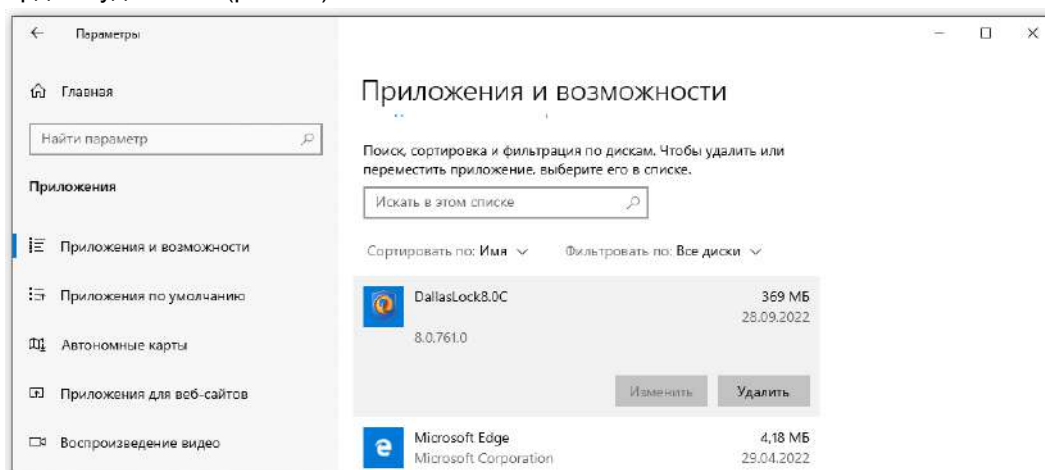 Параметры
Главная
Найти параметр
Приложения
Приложения и возможности
Приложения по умолчанию
Автономные карты
Приложения для веб-сайтов
Воспроизведение видео
Приложения и возможности
Поиск, сортировка и фильтрация по дискам. Чтобы удалить или
переместить приложение, выберите его в списке.
Искать в этом списке
Сортировать по: Имя Фильтровать по: Все диски
DallasLock8.0C 369 МБ
28.09.2022
8.0.761.0
Изменить Удалить
Microsoft Edge 4,18 МБ
Microsoft Corporation 29.04.2022